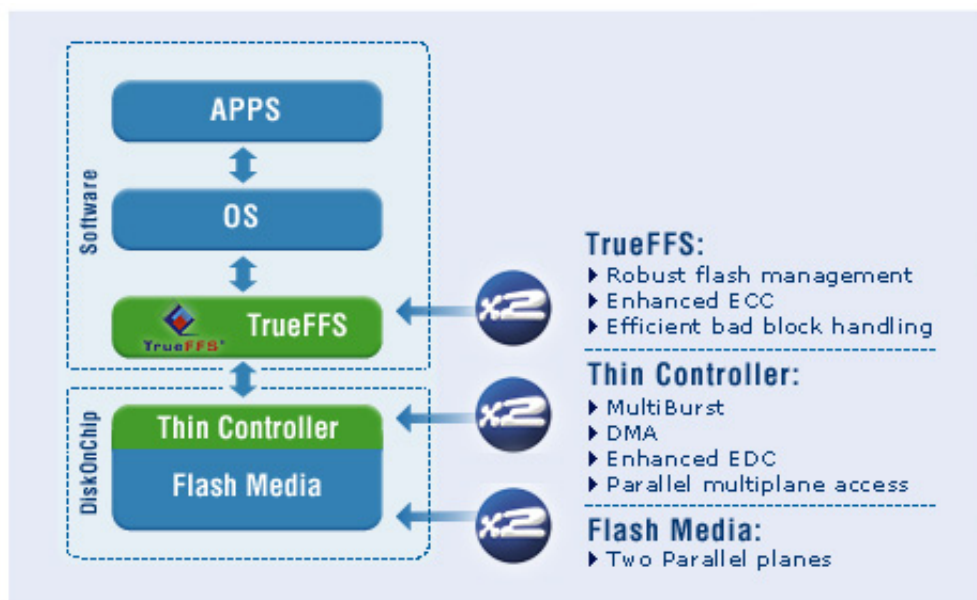 APPS
OS
Software
TrueFFS®
TrueFFS
x2
TrueFFS:
Robust flash management
Enhanced ECC
Efficient bad block handling
DiskOnChip
Thin Controller
Flash Media
x2
Thin Controller:
MultiBurst
DMA
Enhanced EDC
Parallel multiplane access
x2
Flash Media:
Two Parallel planes